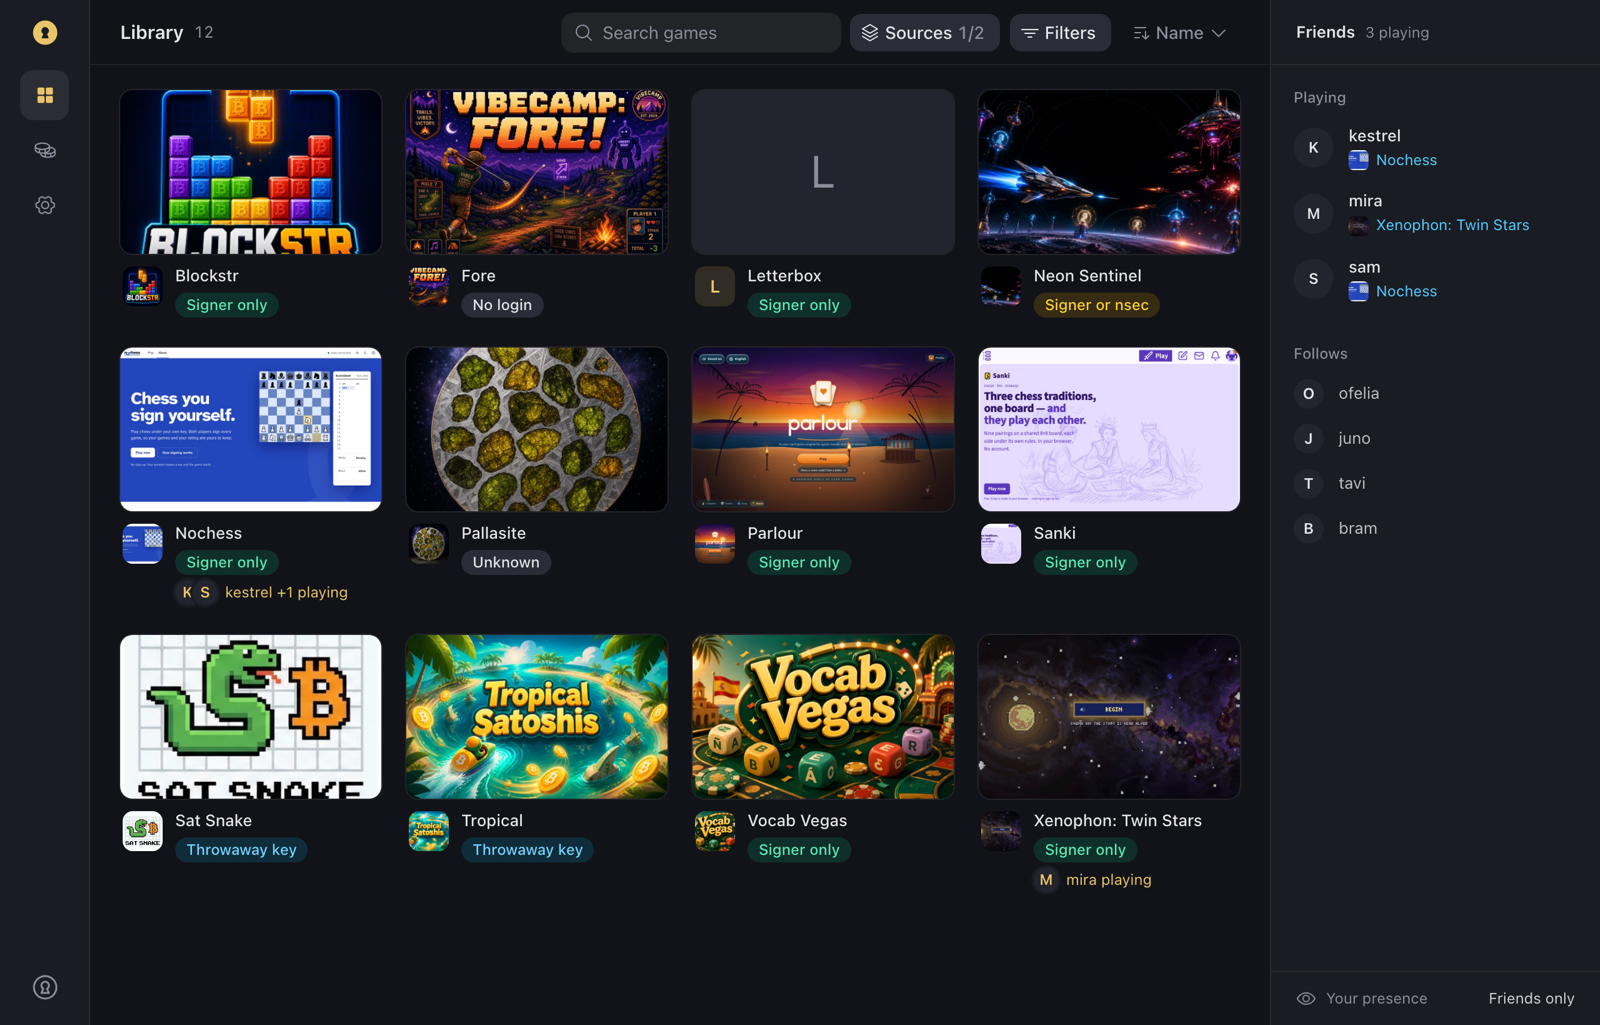 Library 12
Search games
Sources 1/2
Filters
Name
Friends 3 playing
VIBECAMP:
FORE!
BLOCKSTR
L
Blockstr
Signer only
Fore
No login
L
Letterbox
Signer only
Neon Sentinel
Signer or nsec
Chess you
sign yourself.
parlour
Play
Sanki
Three chess traditions,
one board — and
they play each other.
Play now
Nochess
Signer only
K S kestrel +1 playing
Pallasite
Unknown
Parlour
Signer only
Sanki
Signer only
SAT SNAKE
Tropical
Satoshis
Vocab
Vegas
BEGIN
Sat Snake
Throwaway key
Tropical
Throwaway key
Vocab Vegas
Signer only
Xenophon: Twin Stars
Signer only
M mira playing
Playing
K
kestrel
Nochess
M
mira
Xenophon: Twin Stars
S
sam
Nochess
Follows
O ofelia
J juno
T tavi
B bram
Your presence
Friends only